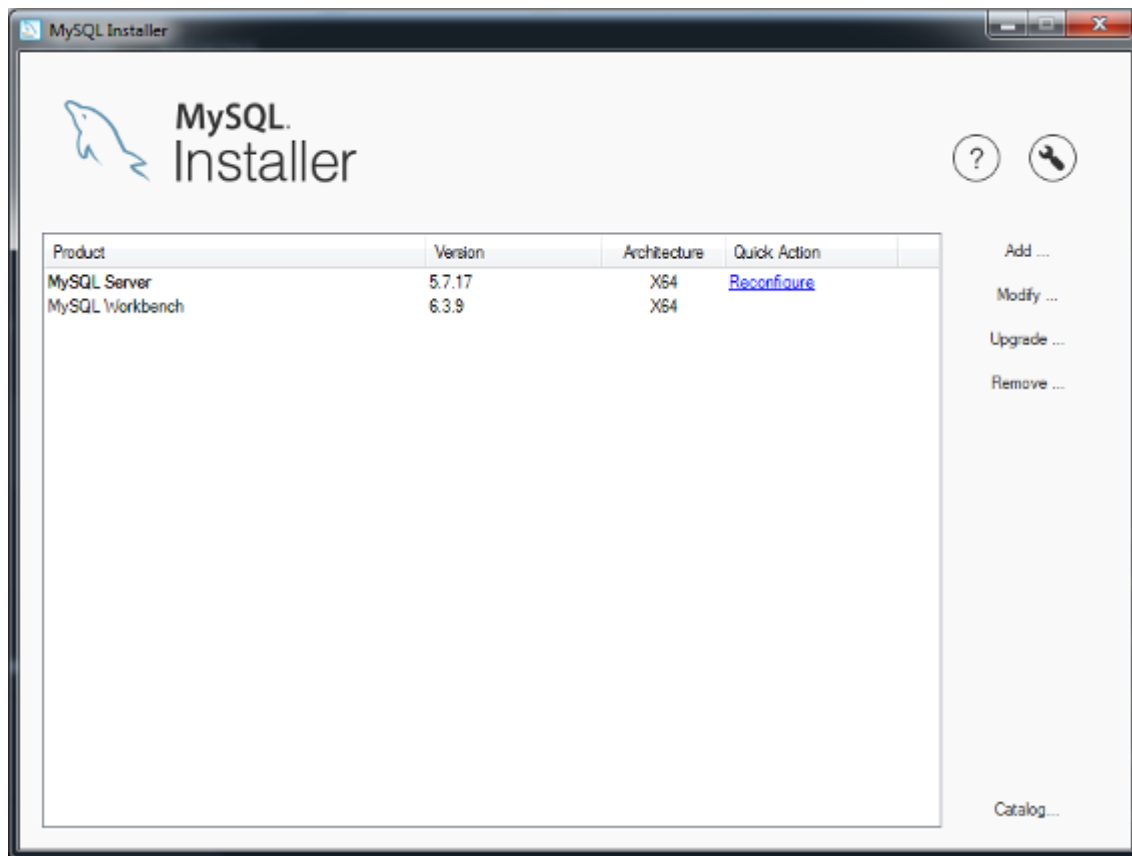 MySQL Installer
MySQL.
Installer
?
Product Version Architecture Quick Action
MySQL Server 5.7.17 X64 Reconfigure
MySQL Workbench 6.3.9 X64
Add ...
Modify ...
Upgrade ...
Remove ...
Catalog...